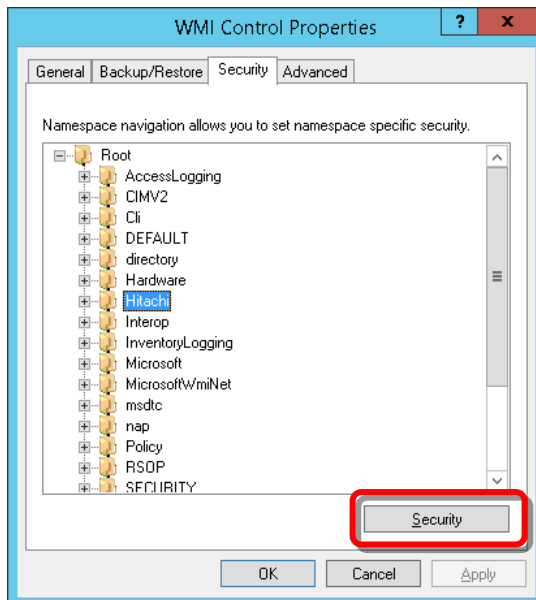 WMI Control Properties
? x
General Backup/Restore Security Advanced
Namespace navigation allows you to set namespace specific security.
Root
AccessLogging
CIMV2
Cli
DEFAULT
directory
Hardware
Hitachi
Interop
InventoryLogging
Microsoft
MicrosoftWmiNet
msdtc
nap
Policy
RSOP
SECURITY
Security
OK Cancel Apply